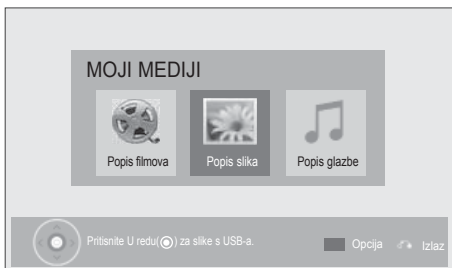 MOJI MEDIJI
Popis filmova
Popis slika
Popis glazbe
Pritisnite U redu(◉) za slike s USB-a.
Opcija
Izlaz